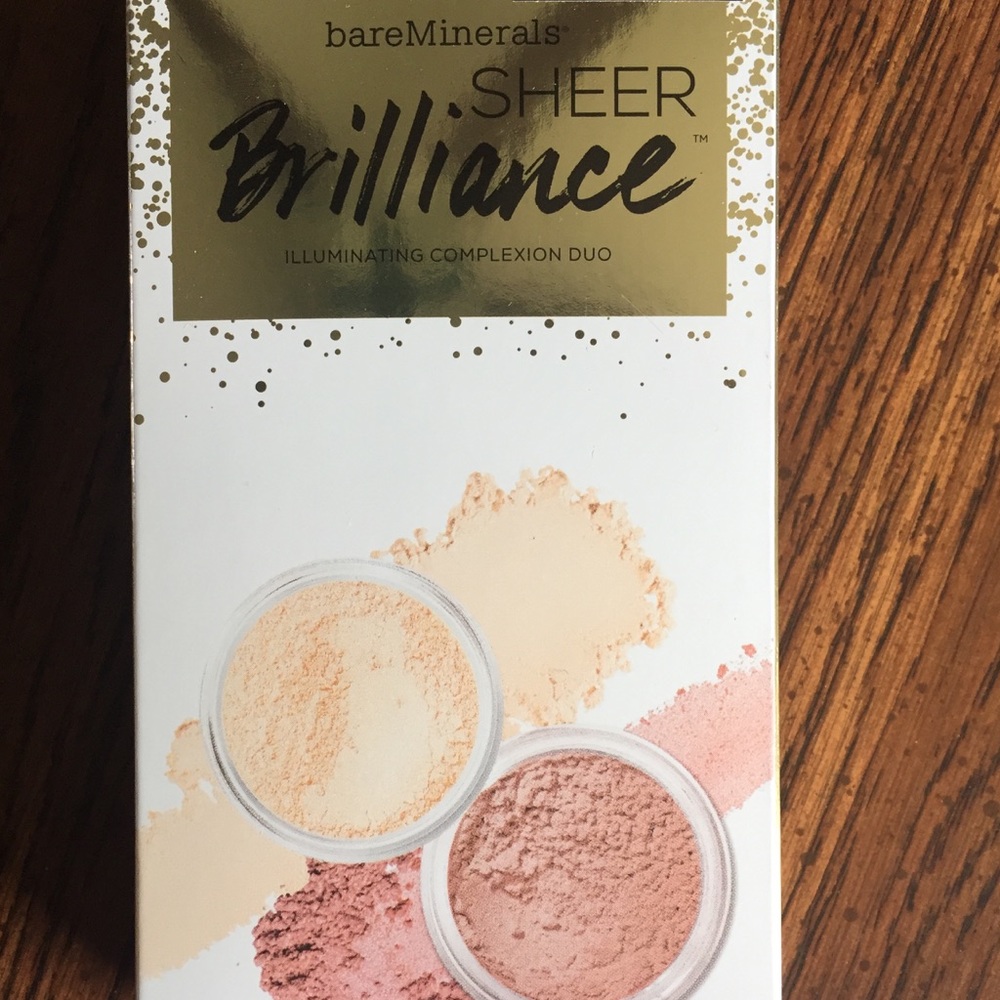 bareMinerals®
SHEER
Brilliance™
ILLUMINATING COMPLEXION DUO